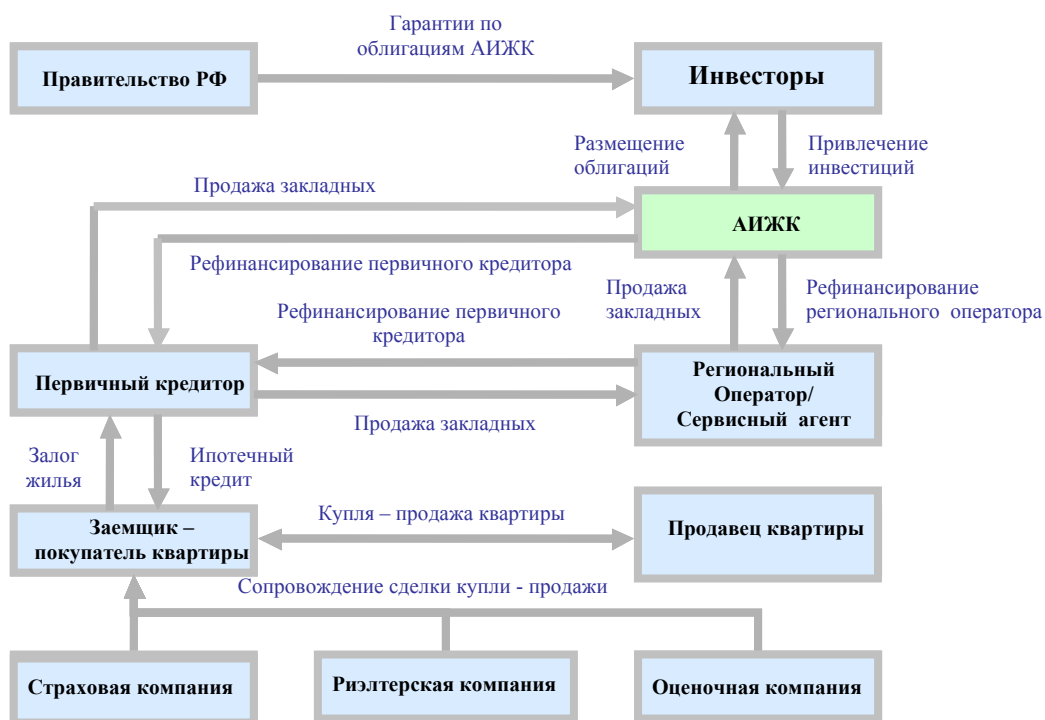 Гарантии по
облигациям АИЖК
Правительство РФ
Инвесторы
Размещение
облигаций
Привлечение
инвестиций
Продажа закладных
АИЖК
Рефинансирование первичного кредитора
Продажа
закладных
Рефинансирование
регионального оператора
Рефинансирование первичного
кредитора
Первичный кредитор
Региональный
Оператор/
Сервисный агент
Продажа закладных
Залог
жилья
Ипотечный
кредит
Заемщик –
покупатель квартиры
Купля – продажа квартиры
Продавец квартиры
Сопровождение сделки купли - продажи
Страховая компания
Риэлтерская компания
Оценочная компания